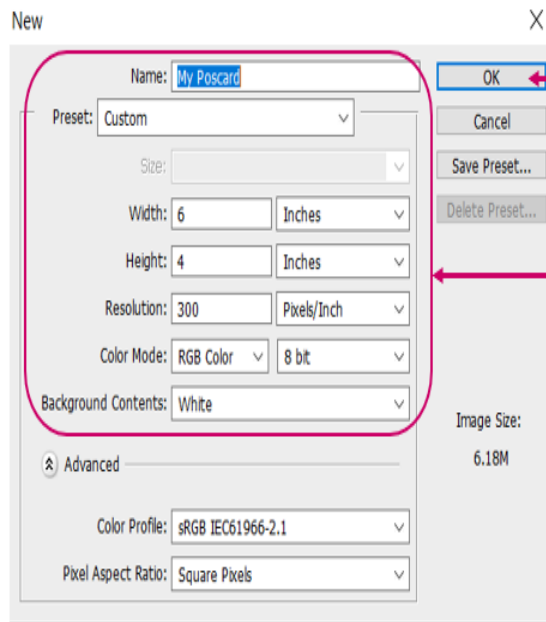 New
Name: My Poscard
OK
Preset: Custom
Cancel
Size:
Save Preset...
Width: 6 Inches
Delete Preset...
Height: 4 Inches
Resolution: 300 Pixels/Inch
Color Mode: RGB Color 8 bit
Background Contents: White
Image Size:
6.18M
Advanced
Color Profile: sRGB IEC61966-2.1
Pixel Aspect Ratio: Square Pixels